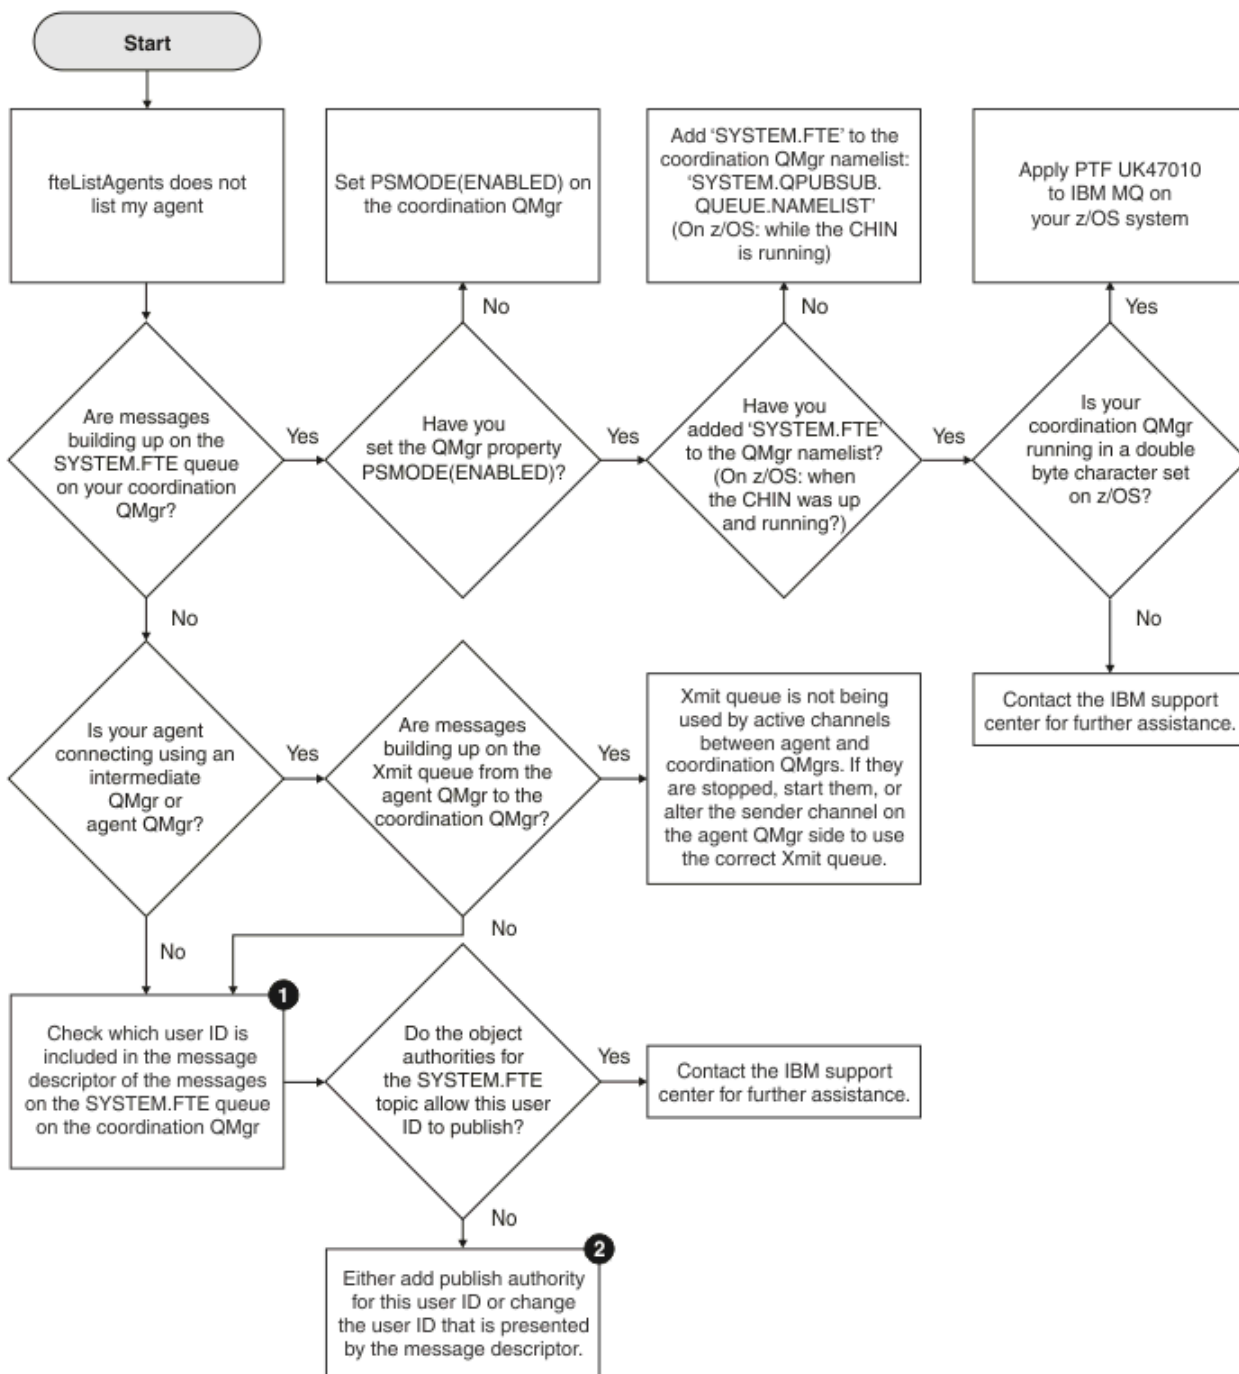 Start
fteListAgents does not
list my agent
Set PSMODE(ENABLED) on
the coordination QMgr
Add ‘SYSTEM.FTE’ to the
coordination QMgr namelist:
‘SYSTEM.QPUBSUB.
QUEUE.NAMELIST’
(On z/OS: while the CHIN
is running)
Apply PTF UK47010
to IBM MQ on
your z/OS system
No
No
Yes
Are messages
building up on the
SYSTEM.FTE queue
on your coordination
QMgr?
Yes
Have you
set the QMgr property
PSMODE(ENABLED)?
Yes
Have you
added ‘SYSTEM.FTE’
to the QMgr namelist?
(On z/OS: when
the CHIN was up
and running?)
Yes
Is your
coordination QMgr
running in a double
byte character set
on z/OS?
No
No
Is your agent
connecting using an
intermediate
QMgr or
agent QMgr?
Yes
Are messages
building up on the
Xmit queue from the
agent QMgr to the
coordination QMgr?
Yes
Xmit queue is not being
used by active channels
between agent and
coordination QMgrs. If they
are stopped, start them, or
alter the sender channel on
the agent QMgr side to use
the correct Xmit queue.
Contact the IBM support
center for further assistance.
No
No
1
Check which user ID is
included in the message
descriptor of the messages
on the SYSTEM.FTE queue
on the coordination QMgr
Do the object
authorities for
the SYSTEM.FTE
topic allow this user
ID to publish?
Yes
Contact the IBM support
center for further assistance.
No
2
Either add publish authority
for this user ID or change
the user ID that is presented
by the message descriptor.